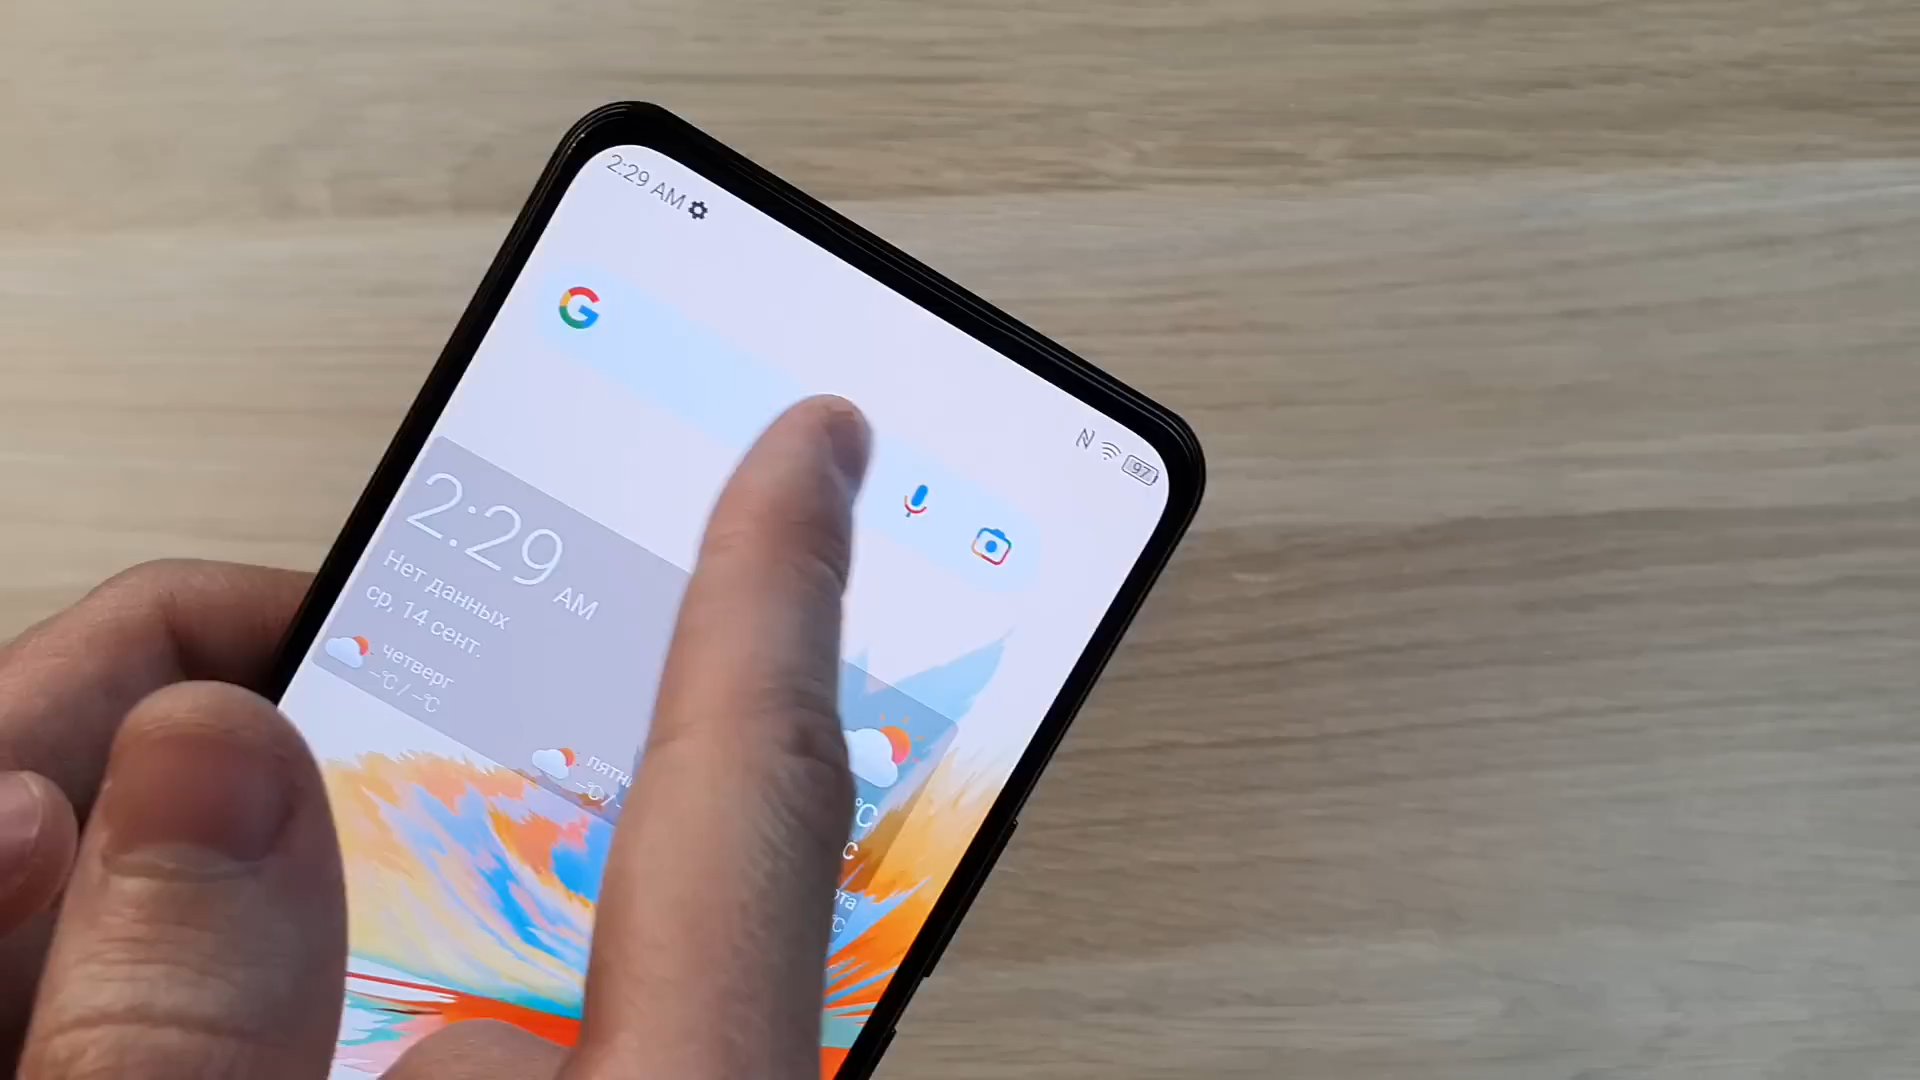 2:29 AM
N 97
G
2:29 AM
Нет данных
ср, 14 сент.
четверг
–°C / –°C
–°C /
°C
C
°C